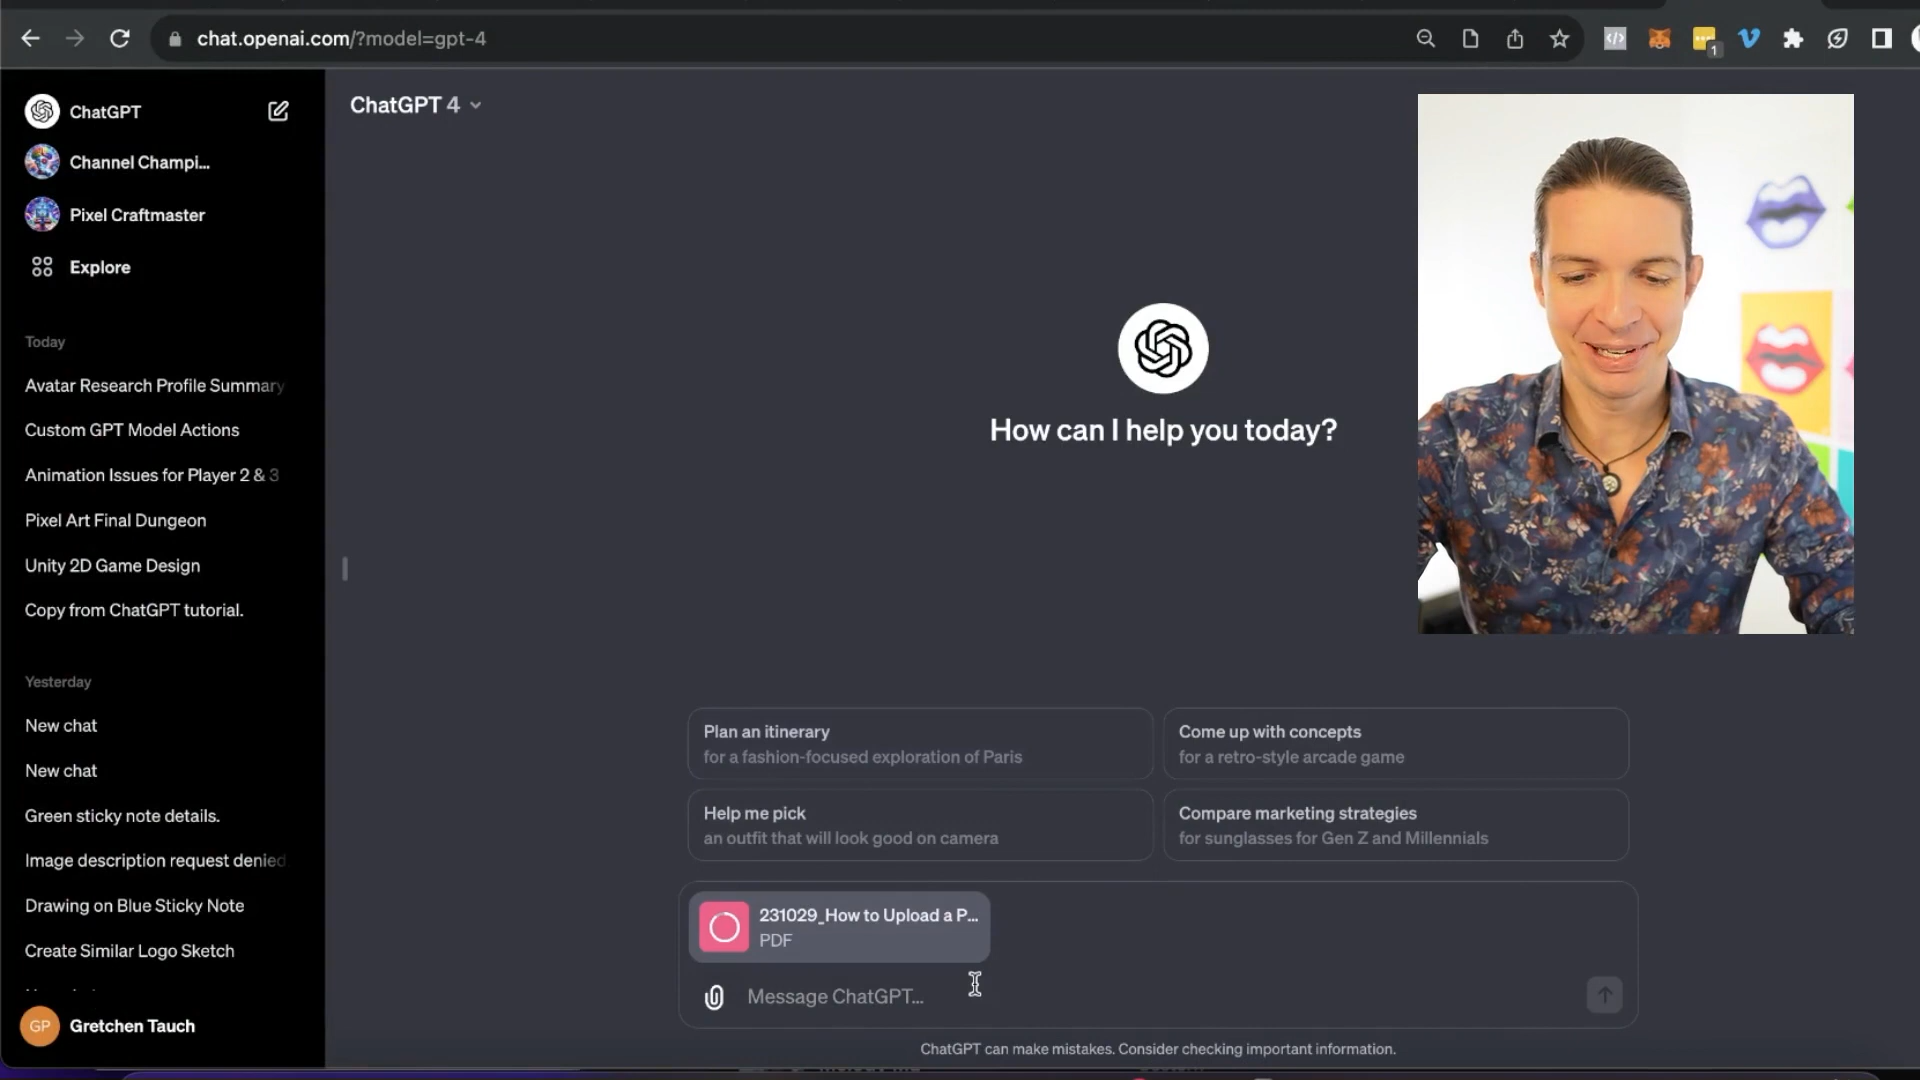 chat.openai.com/?model=gpt-4
1
ChatGPT
ChatGPT 4
Channel Champi...
Pixel Craftmaster
Explore
Today
Avatar Research Profile Summary
Custom GPT Model Actions
Animation Issues for Player 2 & 3
Pixel Art Final Dungeon
Unity 2D Game Design
Copy from ChatGPT tutorial.
Yesterday
New chat
New chat
Green sticky note details.
Image description request denied
Drawing on Blue Sticky Note
Create Similar Logo Sketch
GP
Gretchen Tauch
How can I help you today?
Plan an itinerary
for a fashion-focused exploration of Paris
Come up with concepts
for a retro-style arcade game
Help me pick
an outfit that will look good on camera
Compare marketing strategies
for sunglasses for Gen Z and Millennials
231029_How to Upload a P...
PDF
Message ChatGPT...
ChatGPT can make mistakes. Consider checking important information.